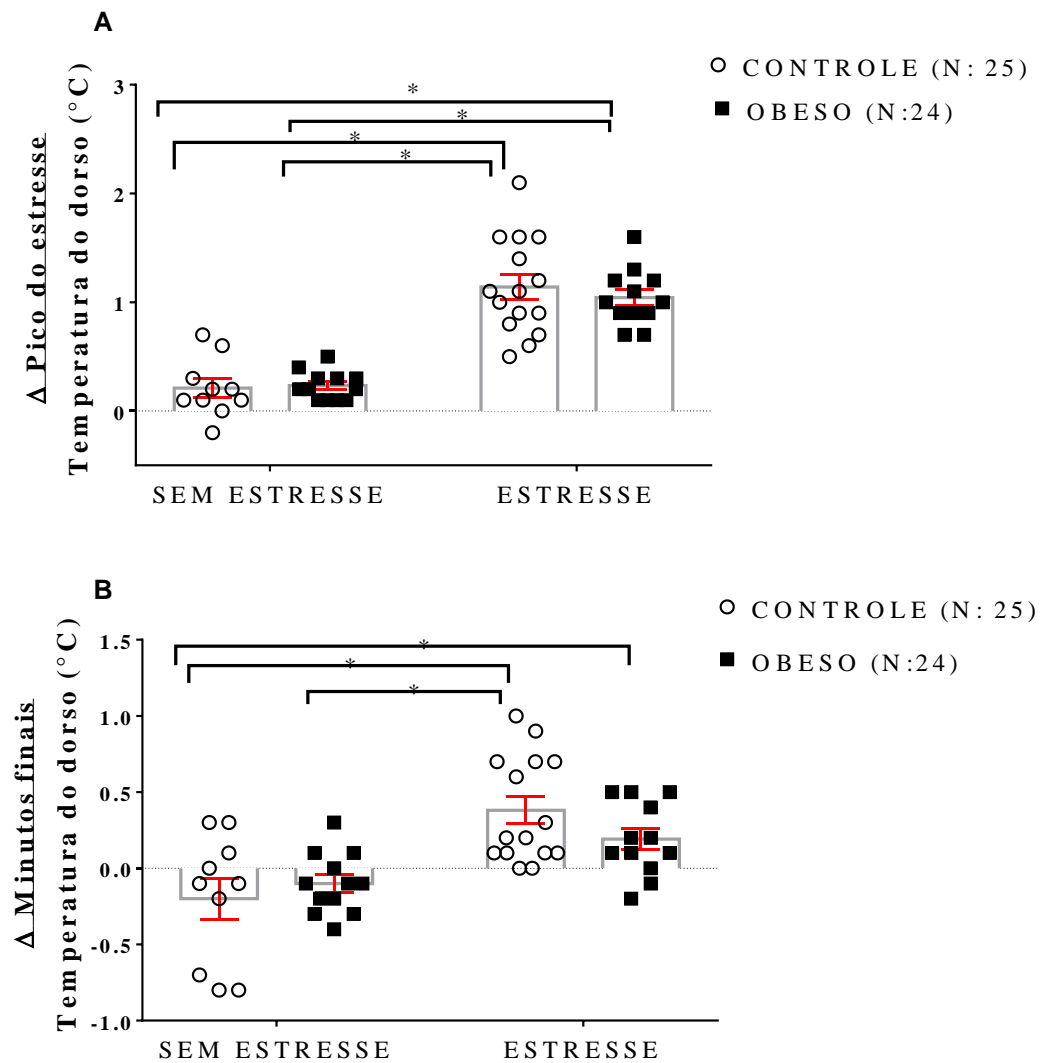 A
CONTROLE (N: 25)
OBESO (N:24)
Δ Pico do estresse
Temperatura do dorso (°C)
3
2
1
0
*
*
*
*
SEM ESTRESSE
ESTRESSE
B
CONTROLE (N: 25)
OBESO (N:24)
Δ Minutos finais
Temperatura do dorso (°C)
1.5
1.0
0.5
0.0
-0.5
-1.0
*
*
*
SEM ESTRESSE
ESTRESSE